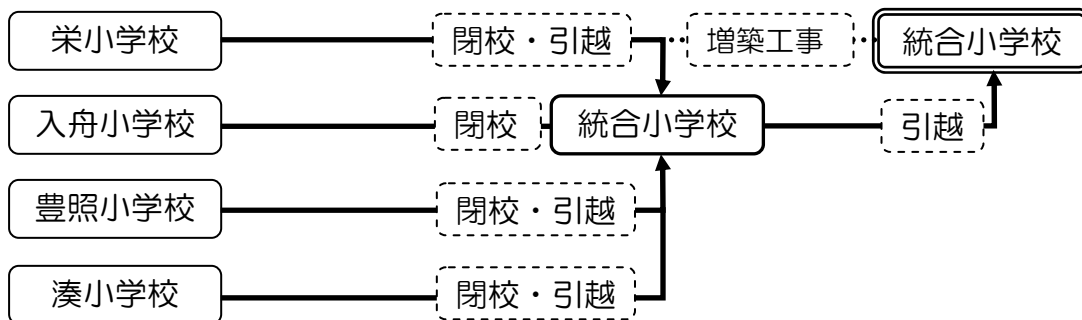 栄小学校
閉校・引越
増築工事
統合小学校
入舟小学校
閉校
統合小学校
引越
豊照小学校
閉校・引越
湊小学校
閉校・引越